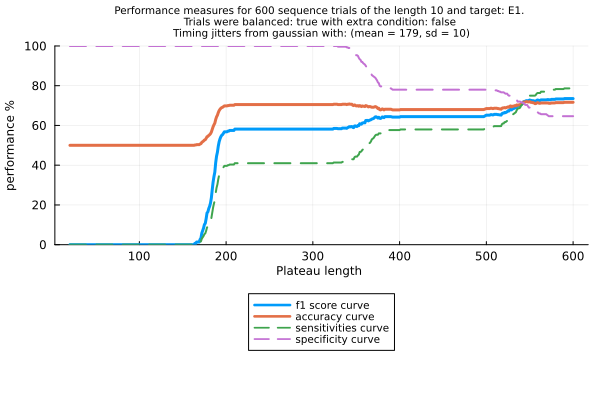 Performance measures for 600 sequence trials of the length 10 and target: E1.
Trials were balanced: true with extra condition: false
Timing jitters from gaussian with: (mean = 179, sd = 10)
100
80
60
40
20
0
performance %
100
200
300
400
500
600
Plateau length
f1 score curve
accuracy curve
sensitivities curve
specificity curve